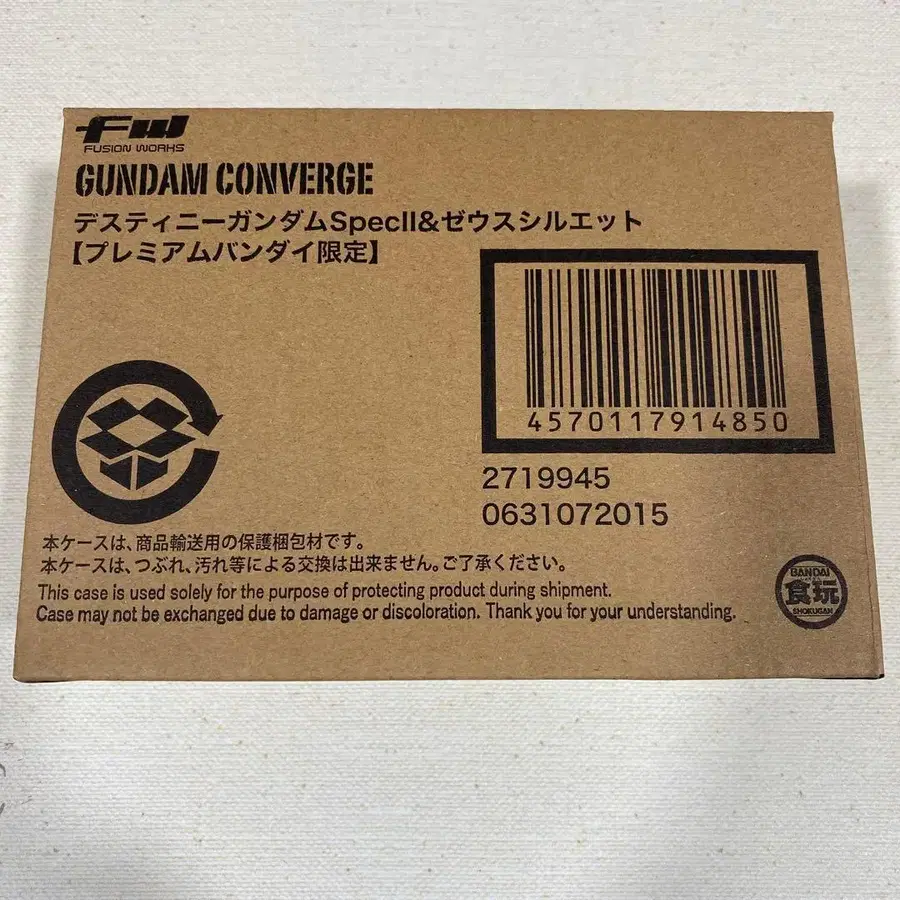 FW
FUSION WORKS
GUNDAM CONVERGE
デスティニーガンダムSpecII&ゼウスシルエット
【プレミアムバンダイ限定】
4570117914850
2719945
0631072015
本ケースは、商品輸送用の保護梱包材です。
本ケースは、つぶれ、汚れ等による交換は出来ません。ご了承ください。
This case is used solely for the purpose of protecting product during shipment.
Case may not be exchanged due to damage or discoloration. Thank you for your understanding.
BANDAI
食玩
SHOKUGAN